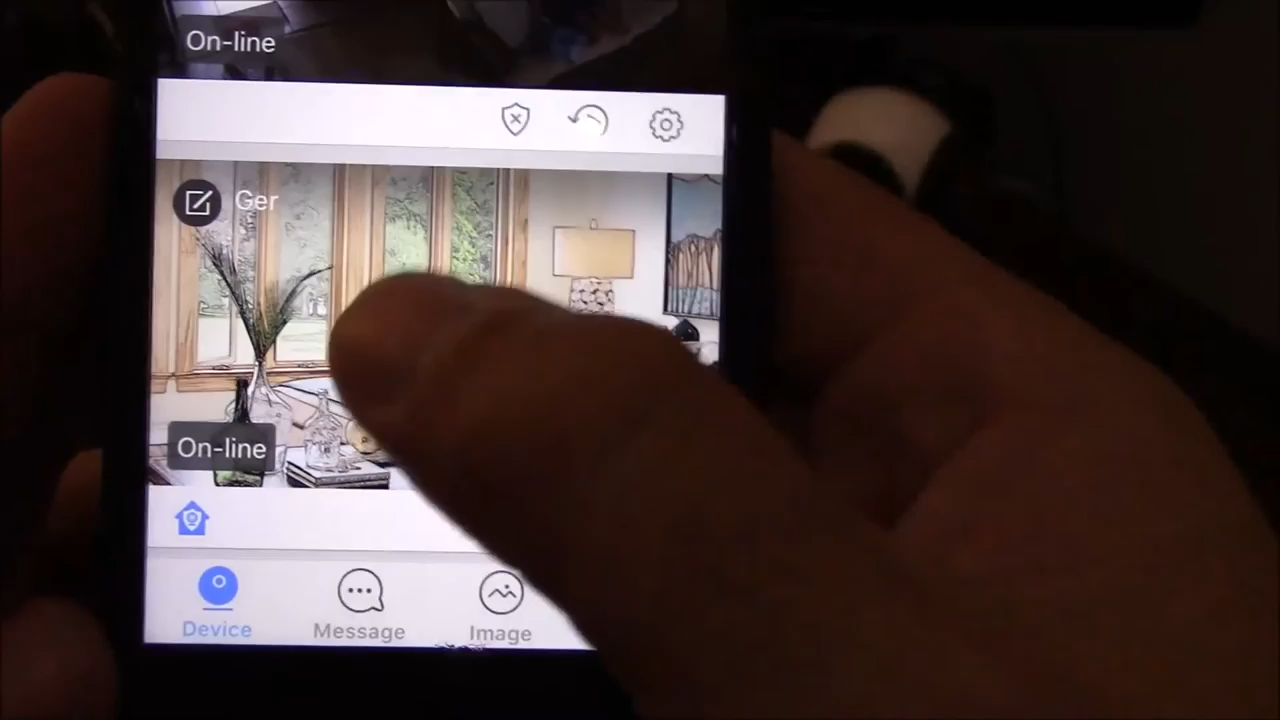 On-line
Ger
On-line
Device
Message
Image